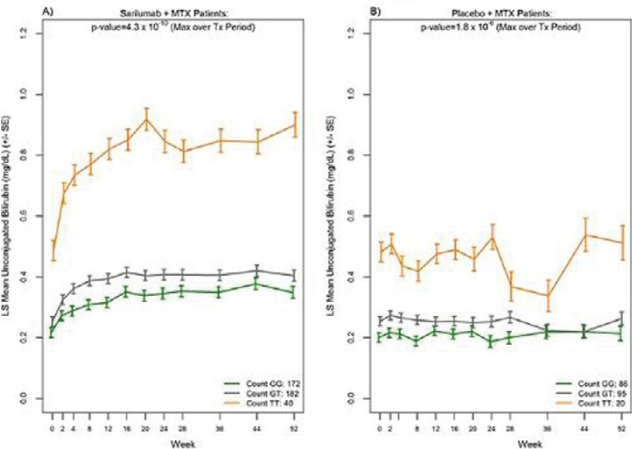 A)
Sarilumab + MTX Patients:
p-value=4.3 x 10⁻¹⁰ (Max over Tx Period)
LS Mean Unconjugated Bilirubin (mg/dL) (+/- SE)
1.2
1.0
0.8
0.6
0.4
0.2
0.0
0 2 4 8 12 16 20 24 28 36 44 52
Week
Count GG: 172
Count GT: 182
Count TT: 40
B)
Placebo + MTX Patients:
p-value=1.8 x 10⁻⁶ (Max over Tx Period)
LS Mean Unconjugated Bilirubin (mg/dL) (+/- SE)
1.2
1.0
0.8
0.6
0.4
0.2
0.0
0 2 4 8 12 16 20 24 28 36 44 52
Week
Count GG: 86
Count GT: 95
Count TT: 20